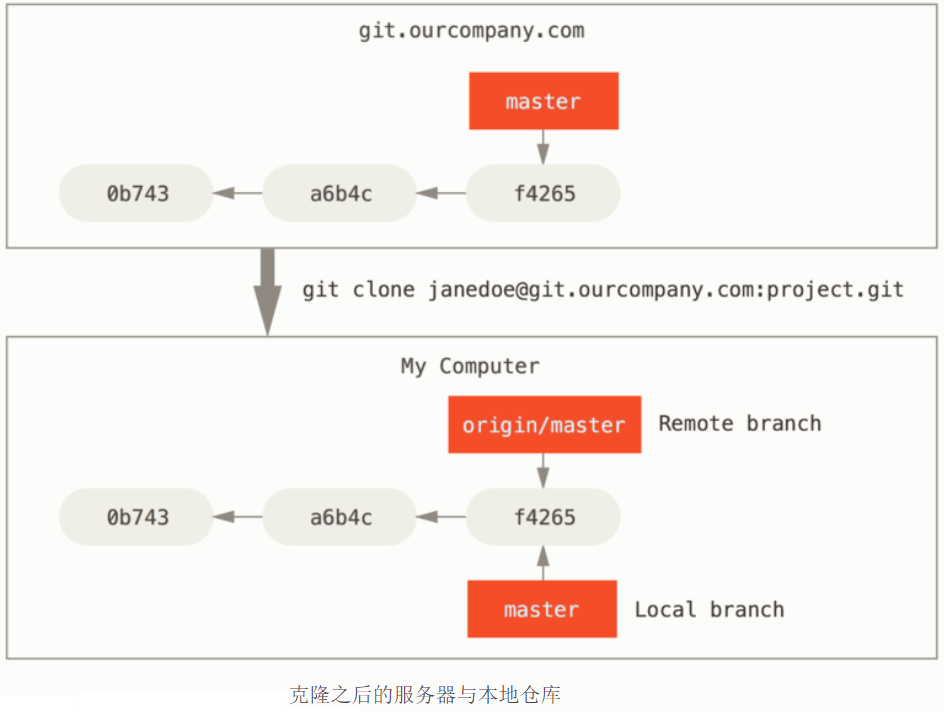 git.ourcompany.com
master
0b743 a6b4c f4265
git clone janedoe@git.ourcompany.com:project.git
My Computer
origin/master Remote branch
0b743 a6b4c f4265
master Local branch
克隆之后的服务器与本地仓库